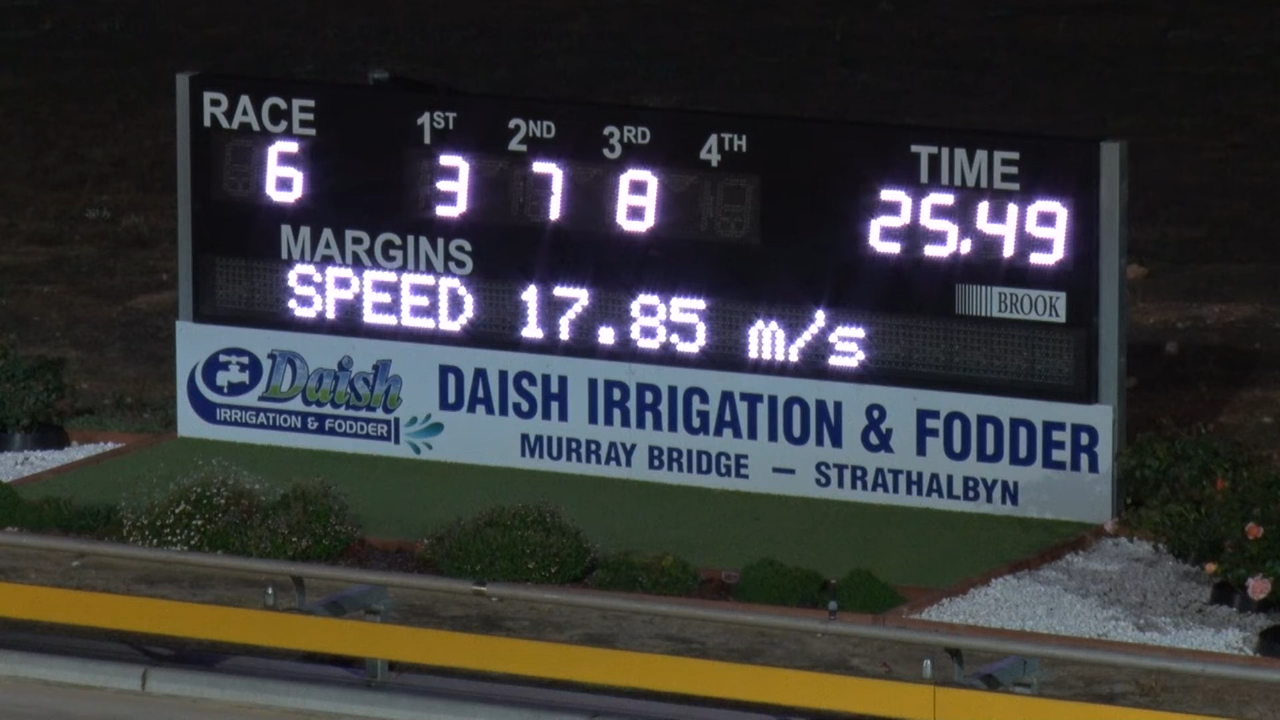 RACE 1ST 2ND 3RD 4TH TIME
6 3 7 8 25.49
MARGINS
SPEED 17.85 m/s
BROOK
Daish
IRRIGATION & FODDER
DAISH IRRIGATION & FODDER
MURRAY BRIDGE – STRATHALBYN